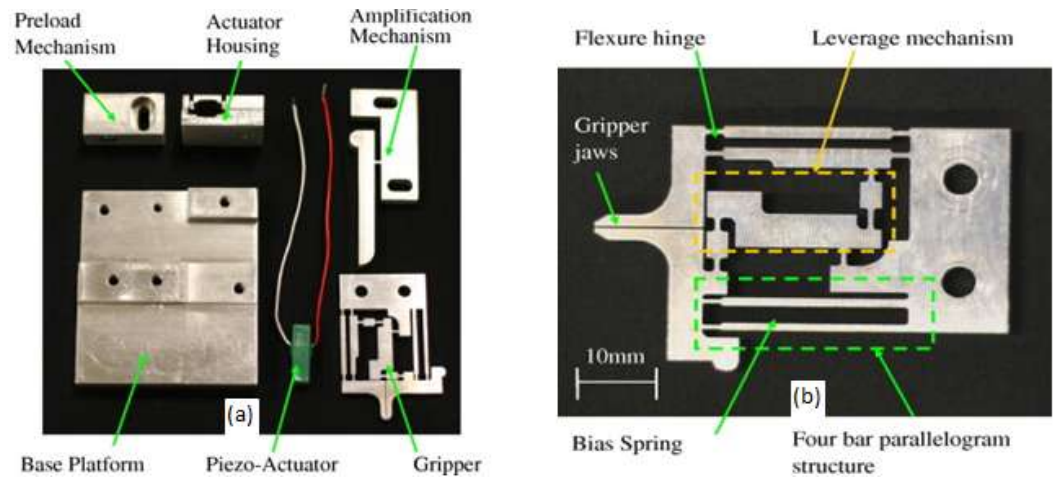 Preload
Mechanism
Actuator
Housing
Amplification
Mechanism
(a)
Base Platform
Piezo-Actuator
Gripper
Flexure hinge
Leverage mechanism
Gripper
jaws
10mm
(b)
Bias Spring
Four bar parallelogram
structure